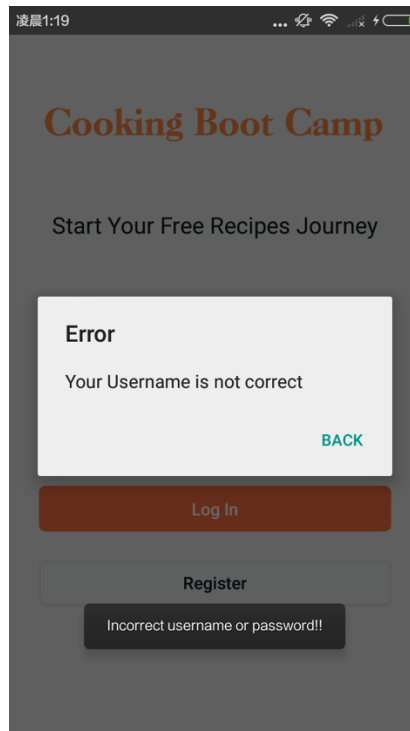 凌晨1:19
Cooking Boot Camp
Start Your Free Recipes Journey
Error
Your Username is not correct
BACK
Log In
Register
Incorrect username or password!!